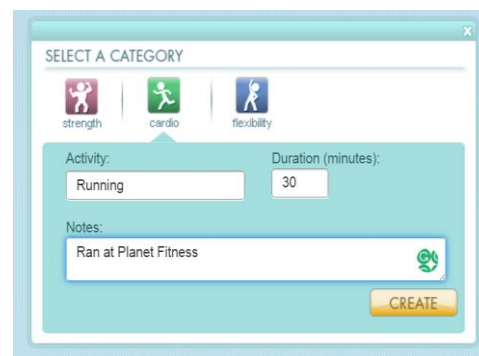 X
SELECT A CATEGORY
strength cardio flexibility
Activity: Duration (minutes):
Running 30
Notes:
Ran at Planet Fitness
CREATE